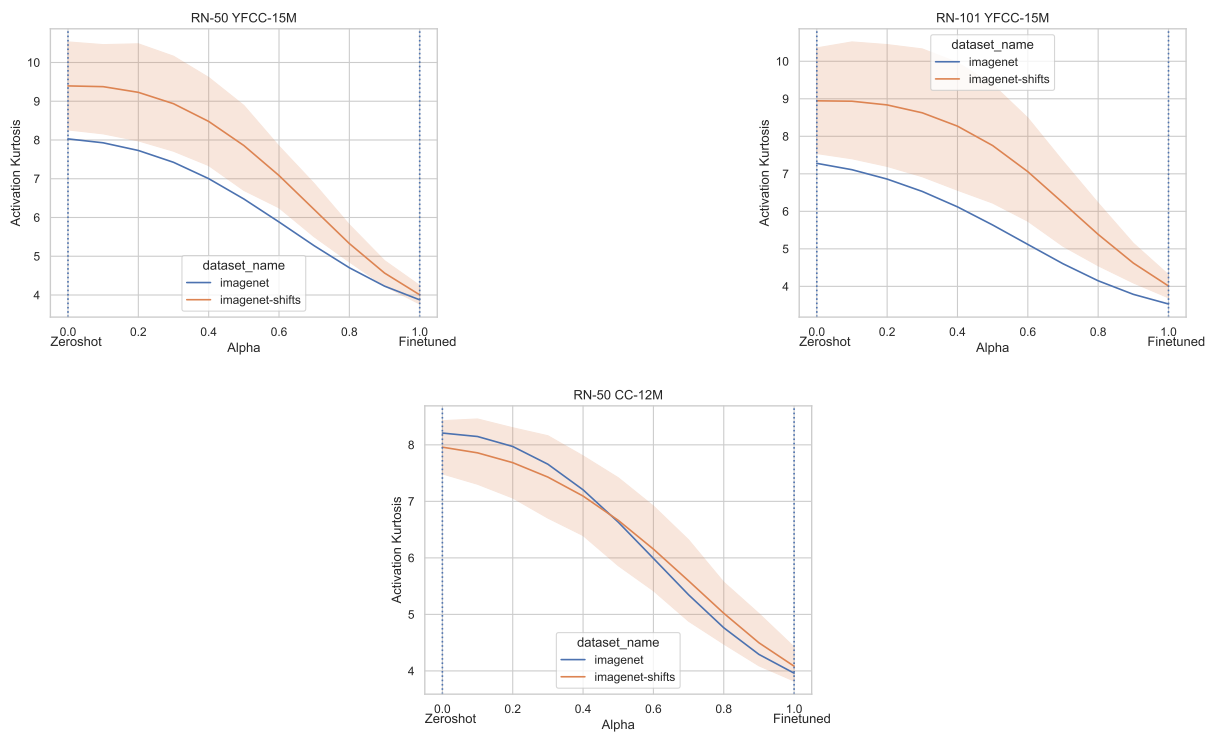 RN-50 YFCC-15M
Activation Kurtosis
10
9
8
7
6
5
4
dataset_name
imagenet
imagenet-shifts
0.0 0.2 0.4 0.6 0.8 1.0
Zeroshot Alpha Finetuned
RN-101 YFCC-15M
Activation Kurtosis
10
9
8
7
6
5
4
dataset_name
imagenet
imagenet-shifts
0.0 0.2 0.4 0.6 0.8 1.0
Zeroshot Alpha Finetuned
RN-50 CC-12M
Activation Kurtosis
8
7
6
5
4
dataset_name
imagenet
imagenet-shifts
0.0 0.2 0.4 0.6 0.8 1.0
Zeroshot Alpha Finetuned